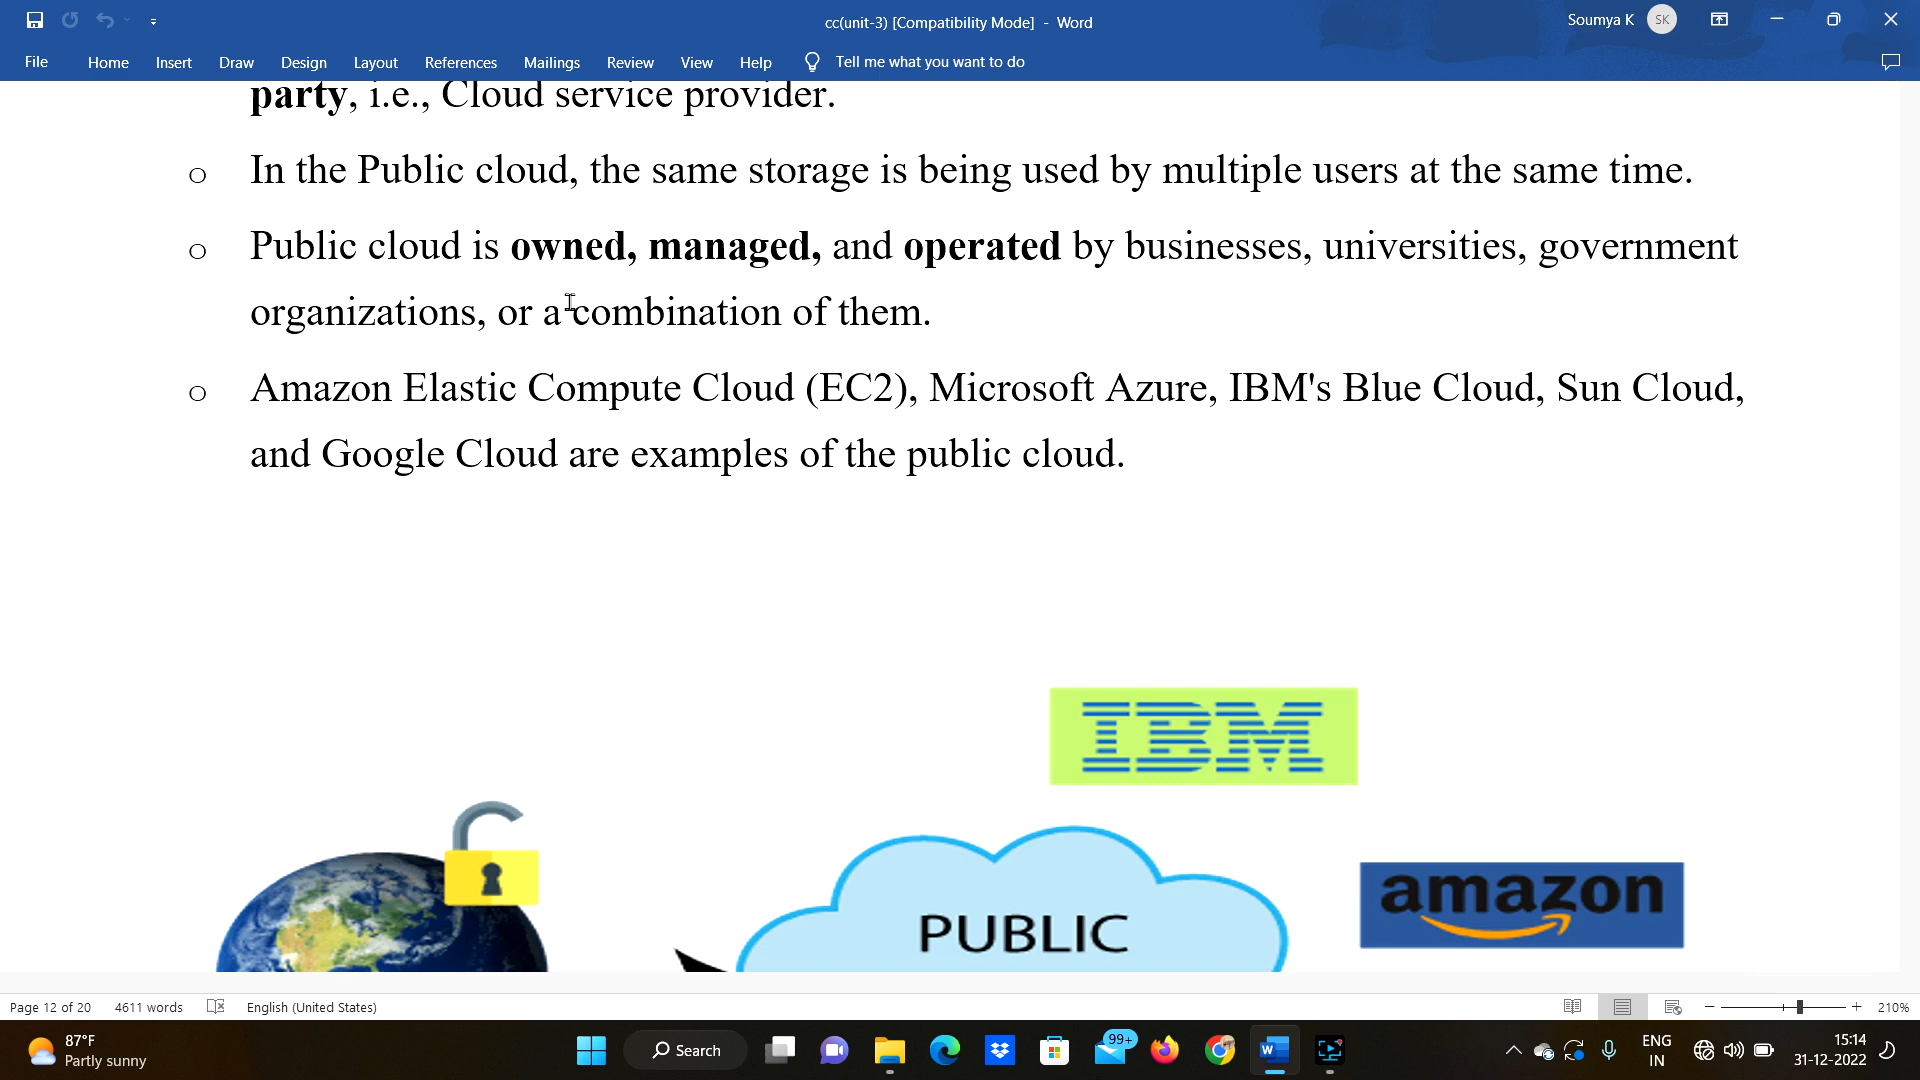 cc(unit-3) [Compatibility Mode] - Word
Soumya K
SK
File
Home
Insert
Draw
Design
Layout
References
Mailings
Review
View
Help
Tell me what you want to do
party, i.e., Cloud service provider.
o In the Public cloud, the same storage is being used by multiple users at the same time.
o Public cloud is owned, managed, and operated by businesses, universities, government
organizations, or a combination of them.
o Amazon Elastic Compute Cloud (EC2), Microsoft Azure, IBM's Blue Cloud, Sun Cloud,
and Google Cloud are examples of the public cloud.
IBM
amazon
PUBLIC
Page 12 of 20
4611 words
English (United States)
210%
87°F
Partly sunny
Search
99+
ENG
IN
15:14
31-12-2022